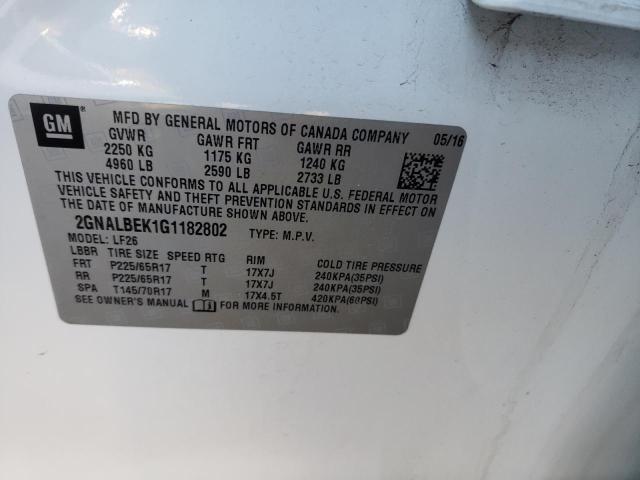 GM
®
MFD BY GENERAL MOTORS OF CANADA COMPANY 05/16
GVWR GAWR FRT GAWR RR
2250 KG 1175 KG 1240 KG
4960 LB 2590 LB 2733 LB
THIS VEHICLE CONFORMS TO ALL APPLICABLE U.S. FEDERAL MOTOR
VEHICLE SAFETY AND THEFT PREVENTION STANDARDS IN EFFECT ON
THE DATE OF MANUFACTURE SHOWN ABOVE.
2GNALBEK1G1182802 TYPE: M.P.V.
MODEL: LF26
LBBR TIRE SIZE SPEED RTG RIM COLD TIRE PRESSURE
FRT P225/65R17 T 17X7J 240KPA(35PSI)
RR P225/65R17 T 17X7J 240KPA(35PSI)
SPA T145/70R17 M 17X4.5T 420KPA(60PSI)
SEE OWNER'S MANUAL FOR MORE INFORMATION.